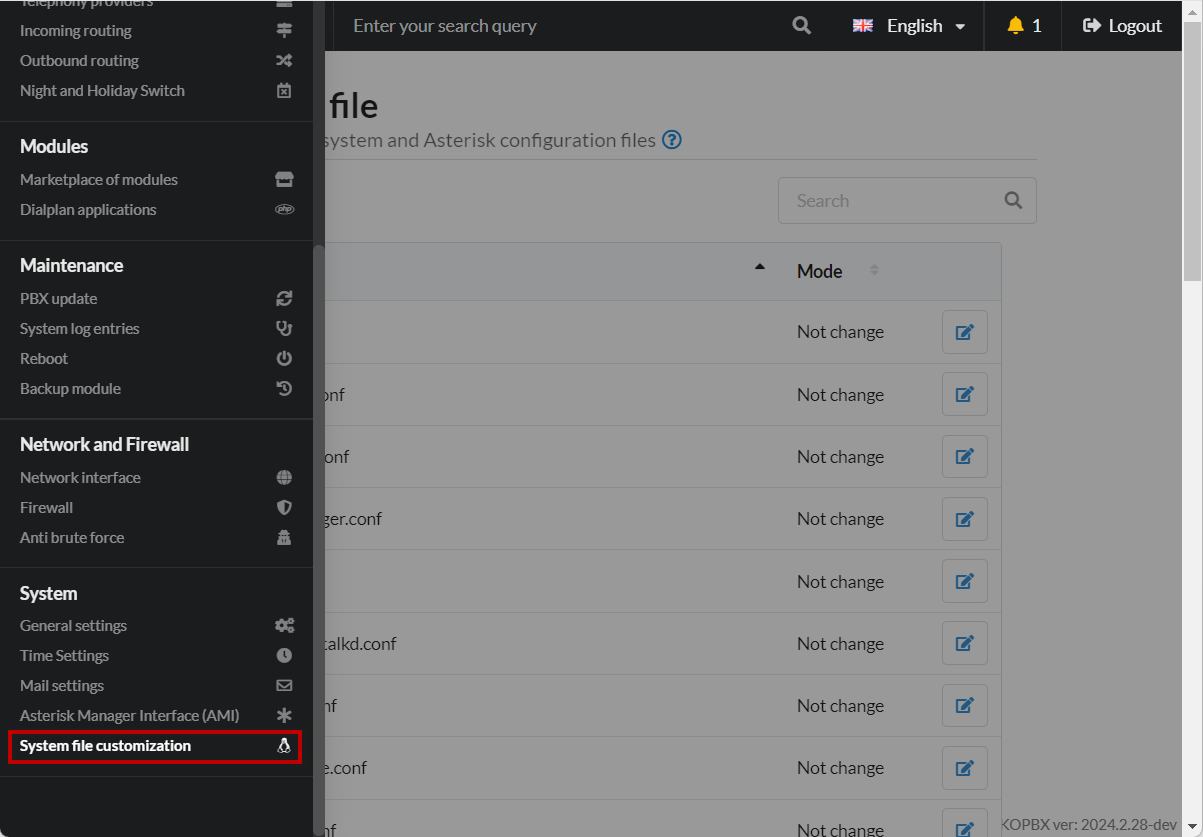 Telephony providers
Incoming routing
Outbound routing
Night and Holiday Switch
Modules
Marketplace of modules
Dialplan applications
php
Maintenance
PBX update
System log entries
Reboot
Backup module
Network and Firewall
Network interface
Firewall
Anti brute force
System
General settings
Time Settings
Mail settings
Asterisk Manager Interface (AMI)
System file customization
Enter your search query
English
1
Logout
file
system and Asterisk configuration files
Search
Mode
Not change
onf Not change
onf Not change
ger.conf Not change
Not change
talkd.conf Not change
nf Not change
e.conf Not change
nf Not change
KOPBX ver: 2024.2.28-dev